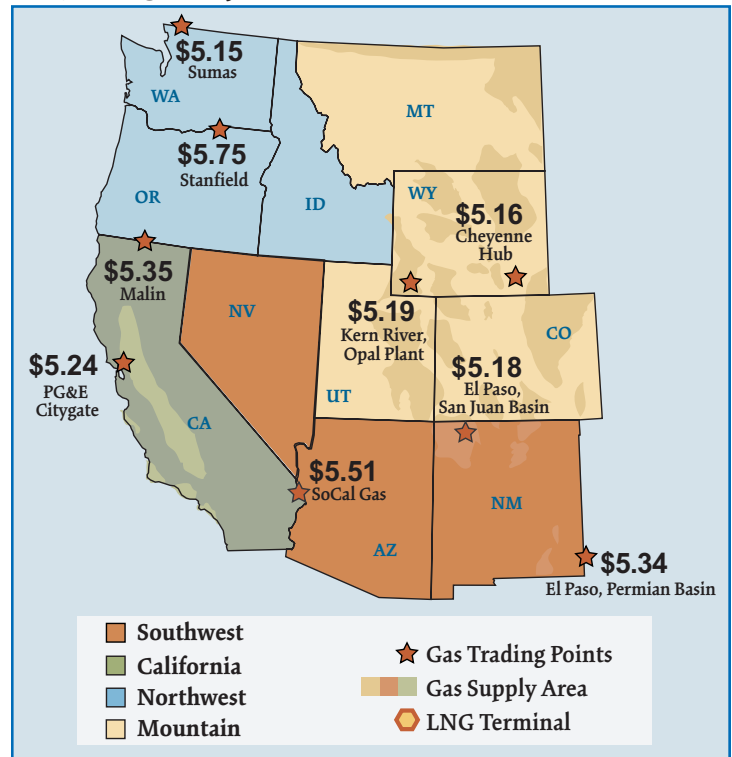 $5.15
Sumas
WA
$5.75
Stanfield
OR
ID
MT
WY
$5.16
Cheyenne
Hub
$5.35
Malin
NV
$5.19
Kern River,
Opal Plant
UT
CO
$5.18
El Paso,
San Juan Basin
$5.24
PG&E
Citygate
CA
$5.51
SoCal Gas
AZ
NM
$5.34
El Paso, Permian Basin
Southwest
California
Northwest
Mountain
Gas Trading Points
Gas Supply Area
LNG Terminal